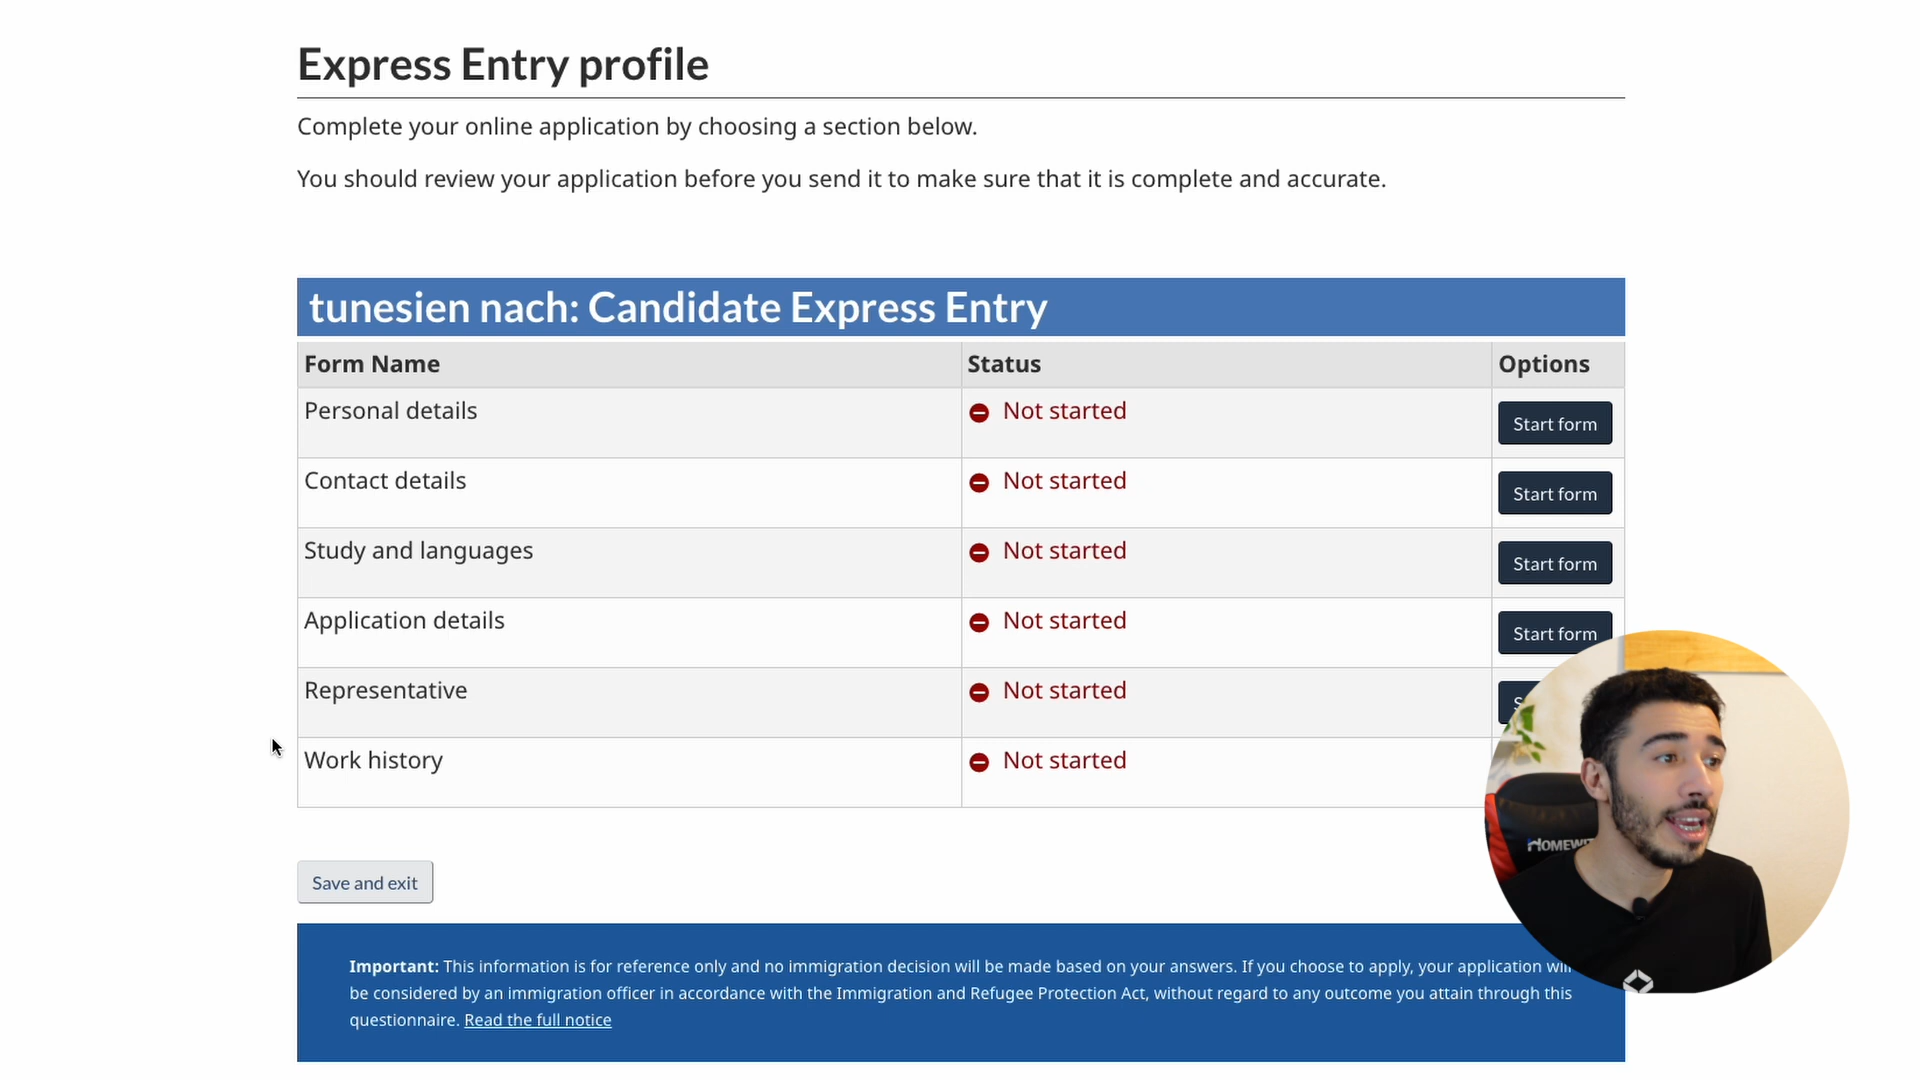 Express Entry profile
Complete your online application by choosing a section below.
You should review your application before you send it to make sure that it is complete and accurate.
tunesien nach: Candidate Express Entry
Form Name Status Options
Personal details Not started Start form
Contact details Not started Start form
Study and languages Not started Start form
Application details Not started Start form
Representative Not started
Work history Not started
Save and exit
Important: This information is for reference only and no immigration decision will be made based on your answers. If you choose to apply, your application will
be considered by an immigration officer in accordance with the Immigration and Refugee Protection Act, without regard to any outcome you attain through this
questionnaire. Read the full notice